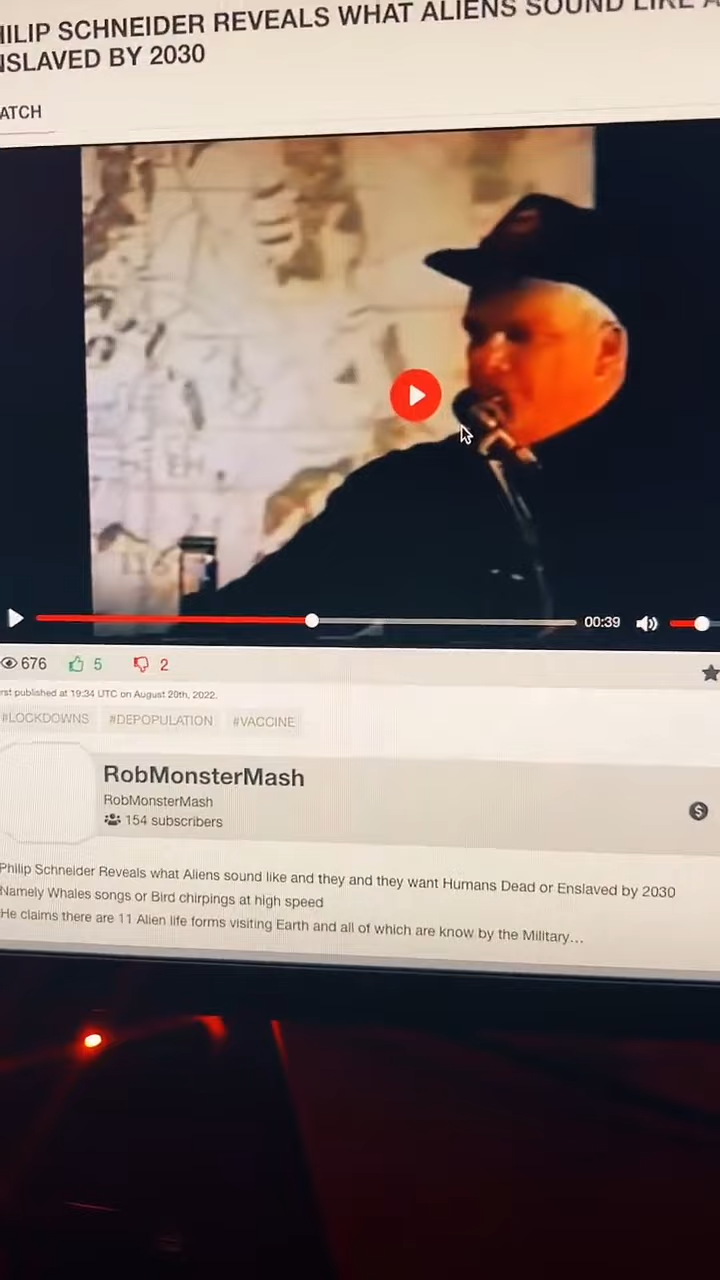 HILIP SCHNEIDER REVEALS WHAT ALIENS SOUND LIKE
NSLAVED BY 2030
ATCH
00:39
676 5 2
rst published at 19:34 UTC on August 20th, 2022.
#LOCKDOWNS #DEPOPULATION #VACCINE
RobMonsterMash
RobMonsterMash
154 subscribers
Philip Schneider Reveals what Aliens sound like and they and they want Humans Dead or Enslaved by 2030
Namely Whales songs or Bird chirpings at high speed
He claims there are 11 Alien life forms visiting Earth and all of which are know by the Military...